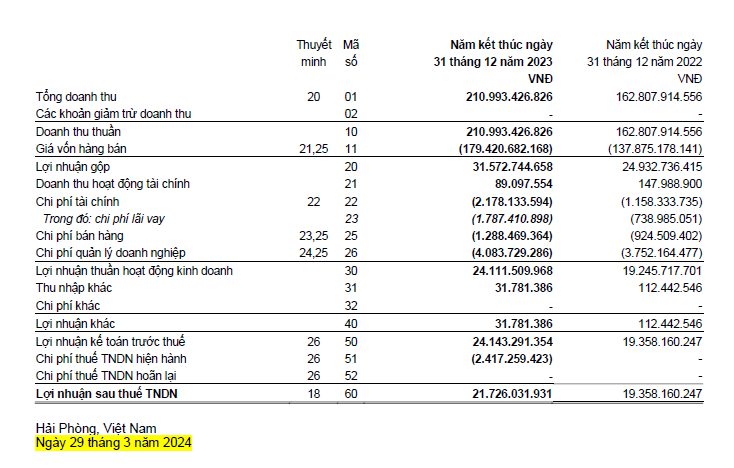 Thuyết Mã Năm kết thúc ngày Năm kết thúc ngày
minh số 31 tháng 12 năm 2023 31 tháng 12 năm 2022
VNĐ VNĐ
Tổng doanh thu 20 01 210.993.426.826 162.807.914.556
Các khoản giảm trừ doanh thu 02 - -
Doanh thu thuần 10 210.993.426.826 162.807.914.556
Giá vốn hàng bán 21,25 11 (179.420.682.168) (137.875.178.141)
Lợi nhuận gộp 20 31.572.744.658 24.932.736.415
Doanh thu hoạt động tài chính 21 89.097.554 147.988.900
Chi phí tài chính 22 22 (2.178.133.594) (1.158.333.735)
Trong đó: chi phí lãi vay 23 (1.787.410.898) (738.985.051)
Chi phí bán hàng 23,25 25 (1.288.469.364) (924.509.402)
Chi phí quản lý doanh nghiệp 24,25 26 (4.083.729.286) (3.752.164.477)
Lợi nhuận thuần hoạt động kinh doanh 30 24.111.509.968 19.245.717.701
Thu nhập khác 31 31.781.386 112.442.546
Chi phí khác 32 - -
Lợi nhuận khác 40 31.781.386 112.442.546
Lợi nhuận kế toán trước thuế 26 50 24.143.291.354 19.358.160.247
Chi phí thuế TNDN hiện hành 26 51 (2.417.259.423) -
Chi phí thuế TNDN hoãn lại 26 52 - -
Lợi nhuận sau thuế TNDN 18 60 21.726.031.931 19.358.160.247
Hải Phòng, Việt Nam
Ngày 29 tháng 3 năm 2024